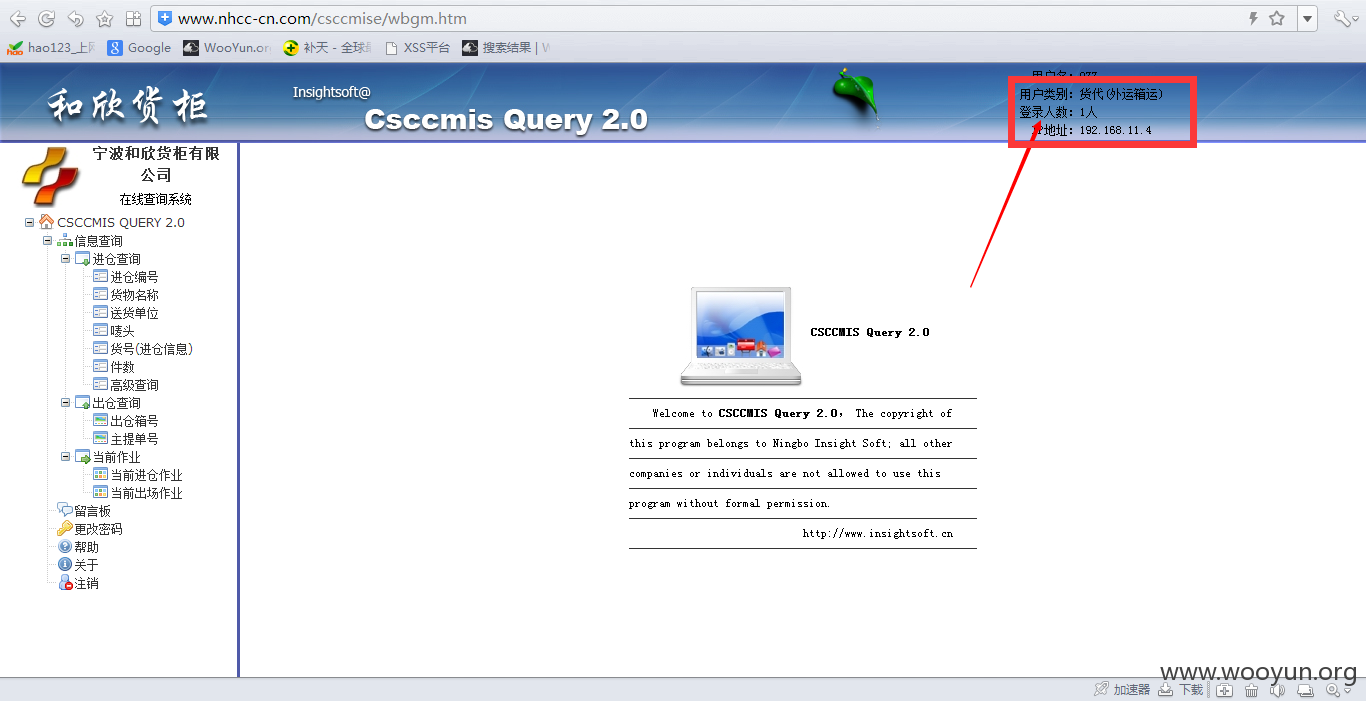 www.nhcc-cn.com/csccmise/wbgm.htm
hao123_上网
Google
WooYun.or
补天 - 全球最
XSS平台
搜索结果 | W
和欣货柜
Insightsoft@
Csccmis Query 2.0
用户类别: 货代(外运箱运)
登录人数: 1人
地址: 192.168.11.4
宁波和欣货柜有限
公司
在线查询系统
CSCCMIS QUERY 2.0
信息查询
进仓查询
进仓编号
货物名称
送货单位
唛头
货号(进仓信息)
件数
高级查询
出仓查询
出仓箱号
主提单号
当前作业
当前进仓作业
当前出场作业
留言板
更改密码
帮助
关于
注销
CSCCMIS Query 2.0
Welcome to CSCCMIS Query 2.0, The copyright of
this program belongs to Ningbo Insight Soft; all other
companies or individuals are not allowed to use this
program without formal permission.
http://www.insightsoft.cn
www.wooyun.org
加速器
下载